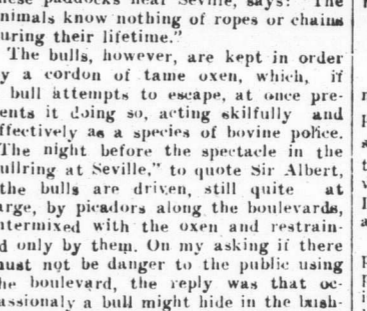 these paddocks near Seville, says: "The
nimals know nothing of ropes or chains
uring their lifetime."
The bulls, however, are kept in order
y a cordon of tame oxen, which, if
bull attempts to escape, at once pre-
ents it doing so, acting skilfully and
ffectively as a species of bovine police.
The night before the spectacle in the
ullring at Seville," to quote Sir Albert,
the bulls are driven, still quite at
arge, by picadors along the boulevards,
ntermixed with the oxen and restrain-
d only by them. On my asking if there
must not be danger to the public using
he boulevard, the reply was that oc-
assionaly a bull might hide in the bush-